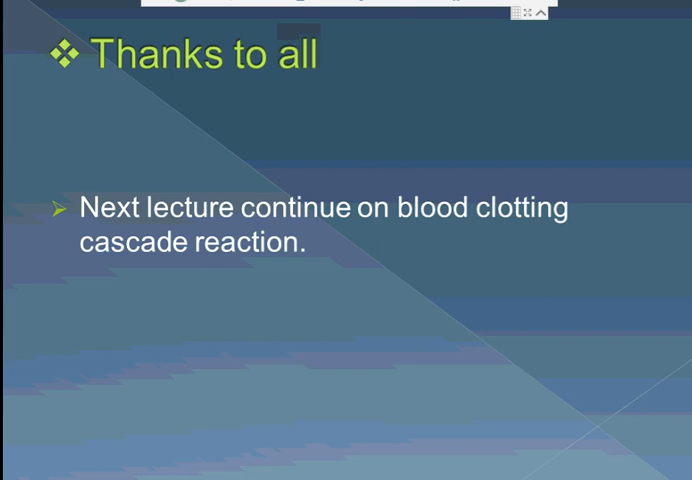 Thanks to all
Next lecture continue on blood clotting
cascade reaction.